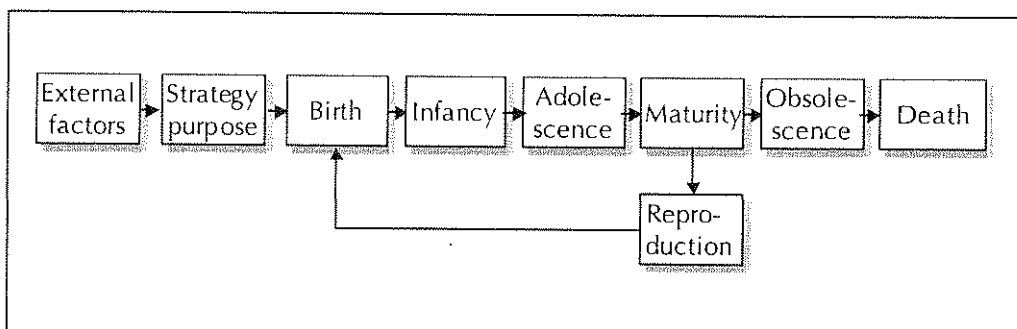 External
factors
Strategy
purpose
Birth
Infancy
Adole-
scence
Maturity
Obsole-
scence
Death
Repro-
duction